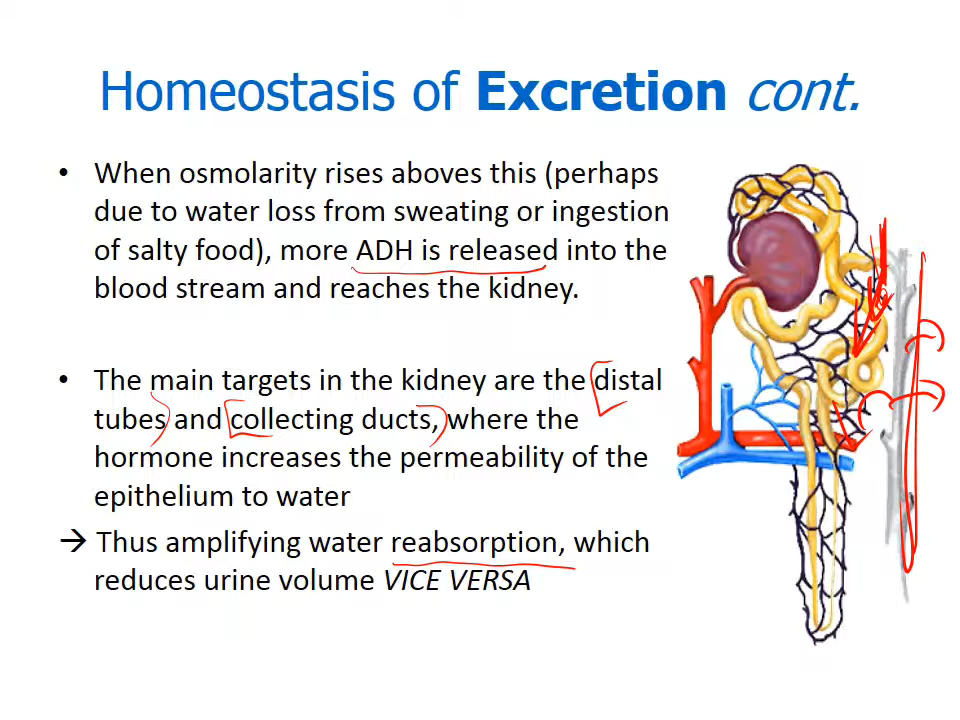 Homeostasis of Excretion cont.
• When osmolarity rises aboves this (perhaps
due to water loss from sweating or ingestion
of salty food), more ADH is released into the
blood stream and reaches the kidney.
• The main targets in the kidney are the distal
tubes and collecting ducts, where the
hormone increases the permeability of the
epithelium to water
→ Thus amplifying water reabsorption, which
reduces urine volume VICE VERSA